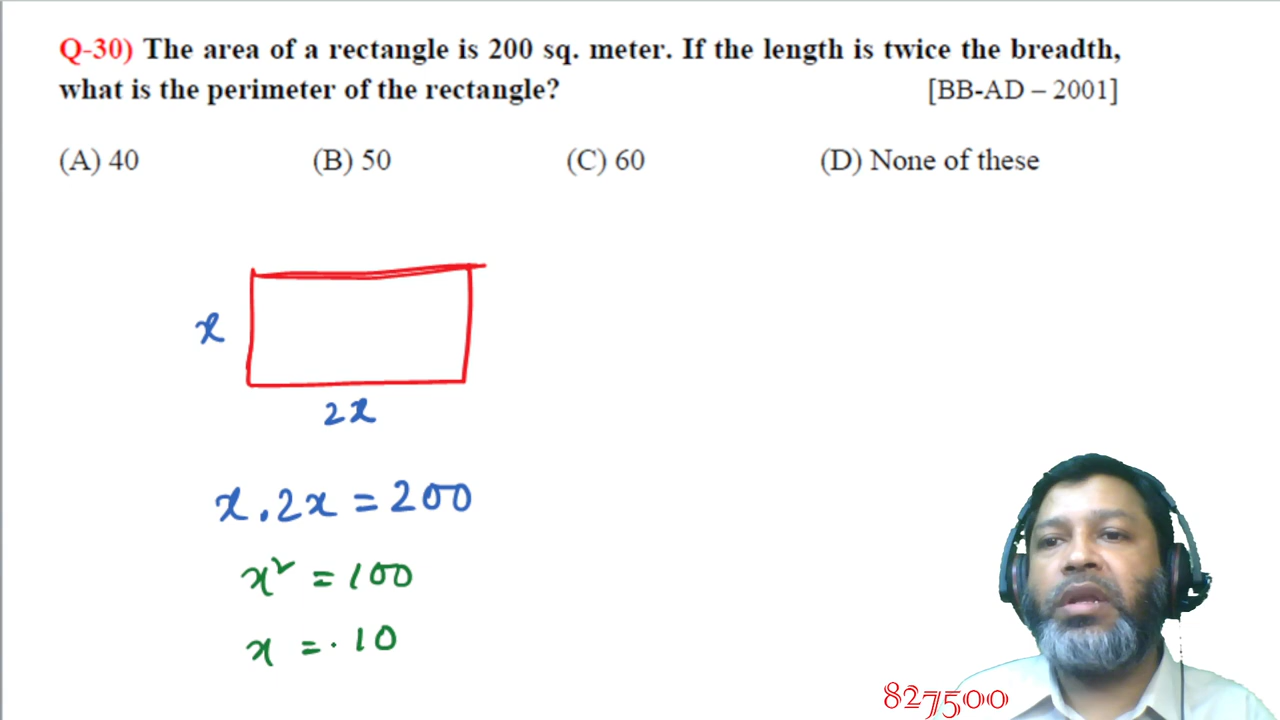 Q-30) The area of a rectangle is 200 sq. meter. If the length is twice the breadth,
what is the perimeter of the rectangle? [BB-AD – 2001]
(A) 40 (B) 50 (C) 60 (D) None of these
x
2x
x . 2x = 200
x² = 100
x = . 10
827500